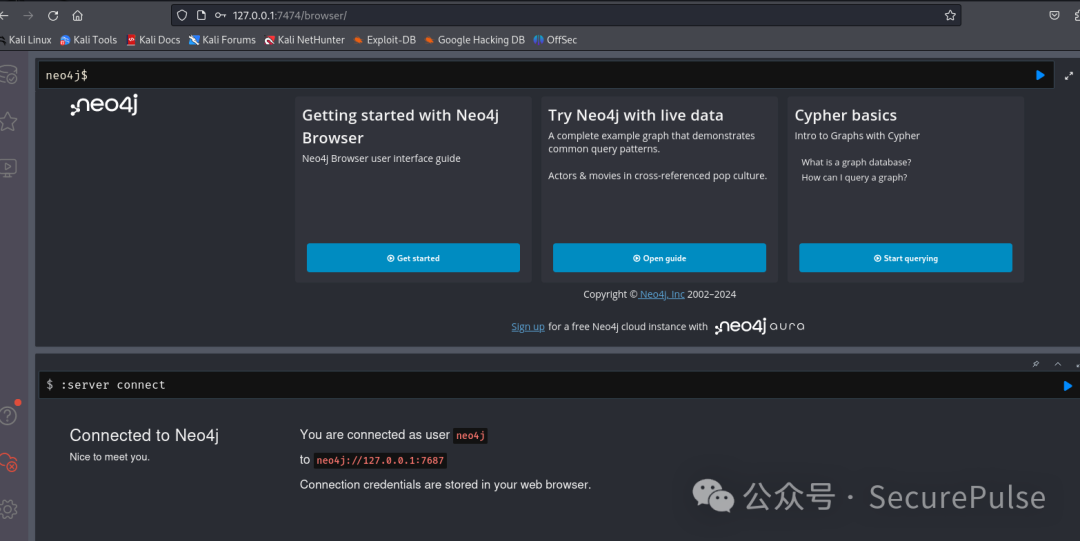 127.0.0.1:7474/browser/
Kali Linux Kali Tools Kali Docs Kali Forums Kali NetHunter Exploit-DB Google Hacking DB OffSec
neo4j$
neo4j
Getting started with Neo4j
Browser
Neo4j Browser user interface guide
Get started
Try Neo4j with live data
A complete example graph that demonstrates
common query patterns.
Actors & movies in cross-referenced pop culture.
Open guide
Cypher basics
Intro to Graphs with Cypher
What is a graph database?
How can I query a graph?
Start querying
Copyright © Neo4j, Inc 2002–2024
Sign up for a free Neo4j cloud instance with neo4j aura
$ :server connect
Connected to Neo4j
Nice to meet you.
You are connected as user neo4j
to neo4j://127.0.0.1:7687
Connection credentials are stored in your web browser.
公众号 · SecurePulse